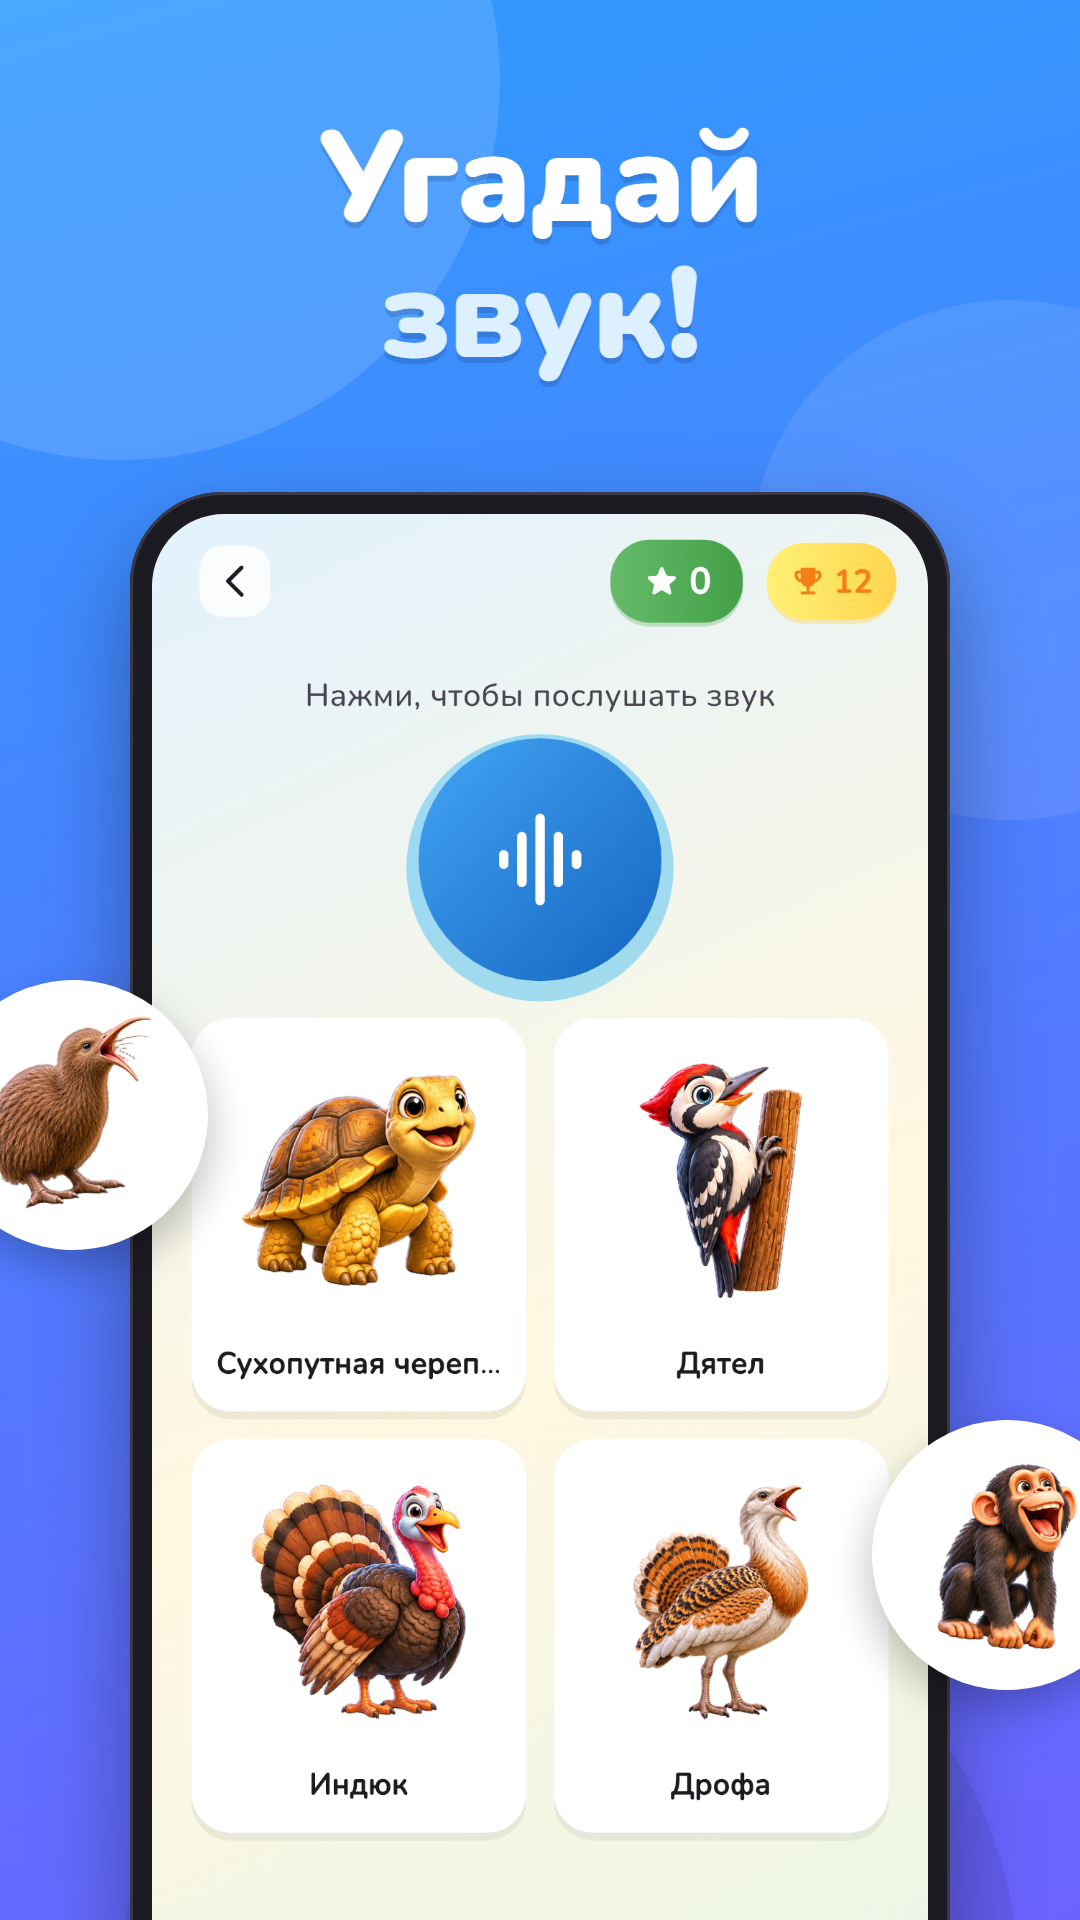 Угадай
звук!
0
12
Нажми, чтобы послушать звук
Сухопутная череп...
Дятел
Индюк
Дрофа